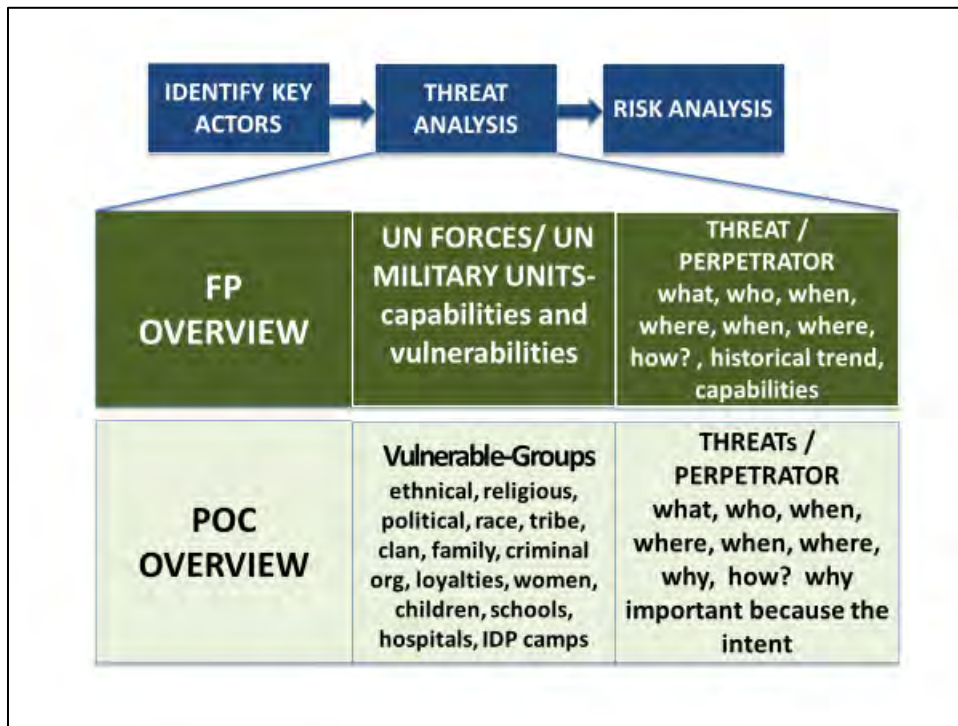 IDENTIFY KEY
ACTORS
THREAT
ANALYSIS
RISK ANALYSIS
FP
OVERVIEW
UN FORCES/ UN
MILITARY UNITS-
capabilities and
vulnerabilities
THREAT /
PERPETRATOR
what, who, when,
where, when, where,
how? , historical trend,
capabilities
POC
OVERVIEW
Vulnerable-Groups
ethnical, religious,
political, race, tribe,
clan, family, criminal
org, loyalties, women,
children, schools,
hospitals, IDP camps
THREATs /
PERPETRATOR
what, who, when,
where, when, where,
why, how? why
important because the
intent